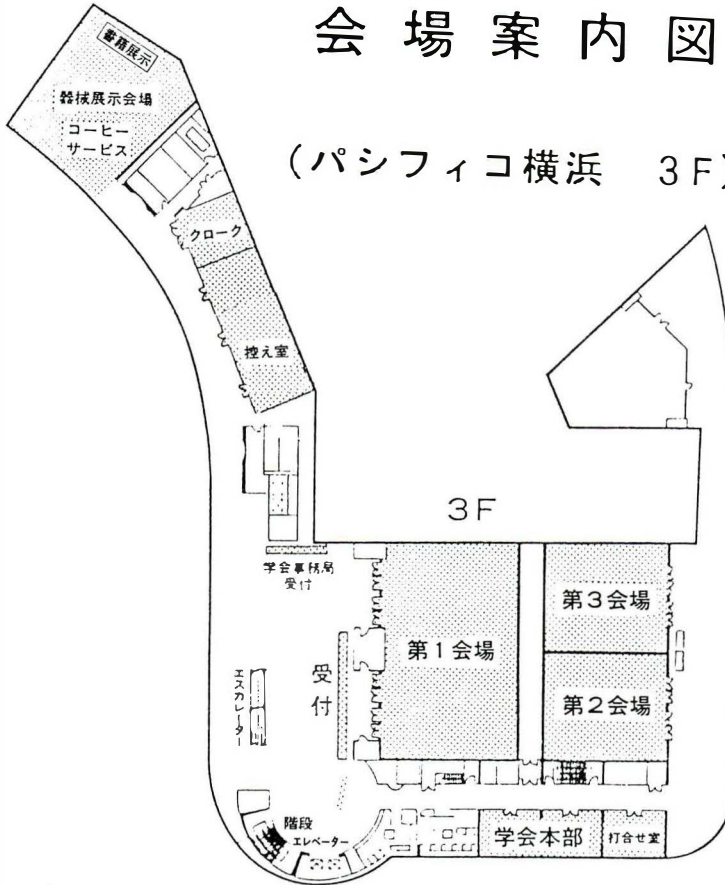 会場案内図
(パシフィコ横浜 3F)
書籍展示
器械展示会場
コーヒー
サービス
クローク
控え室
3F
学会事務局
受付
第3会場
第1会場
受付
エスカレーター
第2会場
階段
エレベーター
学会本部
打合せ室